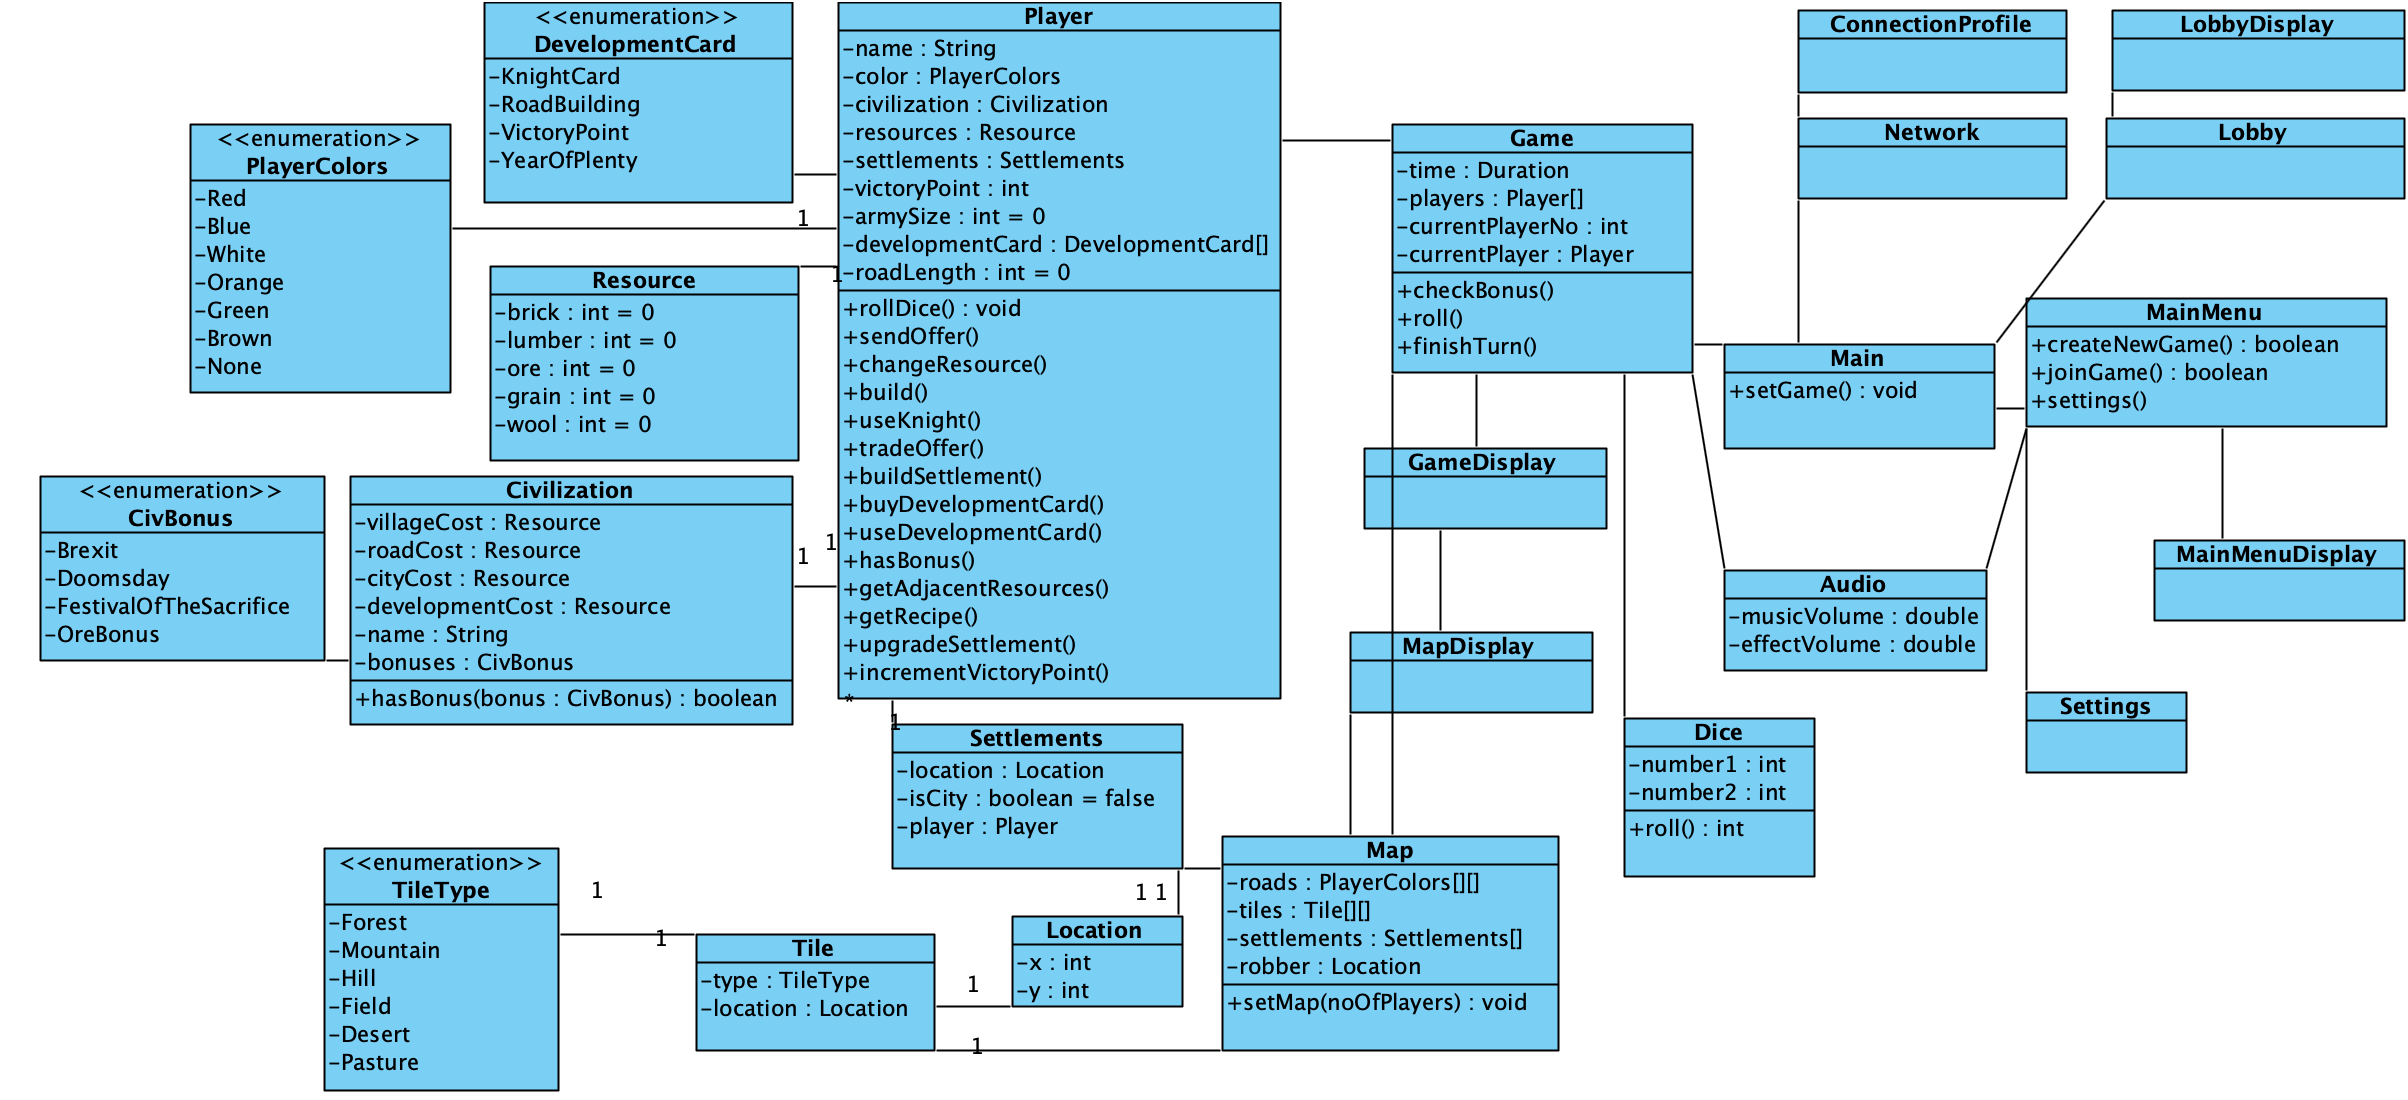 <<enumeration>>
DevelopmentCard
-KnightCard
-RoadBuilding
-VictoryPoint
-YearOfPlenty
Player
-name : String
-color : PlayerColors
-civilization : Civilization
-resources : Resource
-settlements : Settlements
-victoryPoint : int
-armySize : int = 0
-developmentCard : DevelopmentCard[]
-roadLength : int = 0
+rollDice() : void
+sendOffer()
+changeResource()
+build()
+useKnight()
+tradeOffer()
+buildSettlement()
+buyDevelopmentCard()
+useDevelopmentCard()
+hasBonus()
+getAdjacentResources()
+getRecipe()
+upgradeSettlement()
+incrementVictoryPoint()
ConnectionProfile
LobbyDisplay
Network
Lobby
<<enumeration>>
PlayerColors
-Red
-Blue
-White
-Orange
-Green
-Brown
-None
1
1
Game
-time : Duration
-players : Player[]
-currentPlayerNo : int
-currentPlayer : Player
+checkBonus()
+roll()
+finishTurn()
Resource
-brick : int = 0
-lumber : int = 0
-ore : int = 0
-grain : int = 0
-wool : int = 0
Main
+setGame() : void
MainMenu
+createNewGame() : boolean
+joinGame() : boolean
+settings()
<<enumeration>>
CivBonus
-Brexit
-Doomsday
-FestivalOfTheSacrifice
-OreBonus
Civilization
-villageCost : Resource
-roadCost : Resource
-cityCost : Resource
-developmentCost : Resource
-name : String
-bonuses : CivBonus
+hasBonus(bonus : CivBonus) : boolean
1
1
GameDisplay
MapDisplay
Audio
-musicVolume : double
-effectVolume : double
MainMenuDisplay
Settings
Dice
-number1 : int
-number2 : int
+roll() : int
*
1
Settlements
-location : Location
-isCity : boolean = false
-player : Player
1 1
<<enumeration>>
TileType
-Forest
-Mountain
-Hill
-Field
-Desert
-Pasture
1
1
Tile
-type : TileType
-location : Location
1
1
Location
-x : int
-y : int
Map
-roads : PlayerColors[][]
-tiles : Tile[][]
-settlements : Settlements[]
-robber : Location
+setMap(noOfPlayers) : void